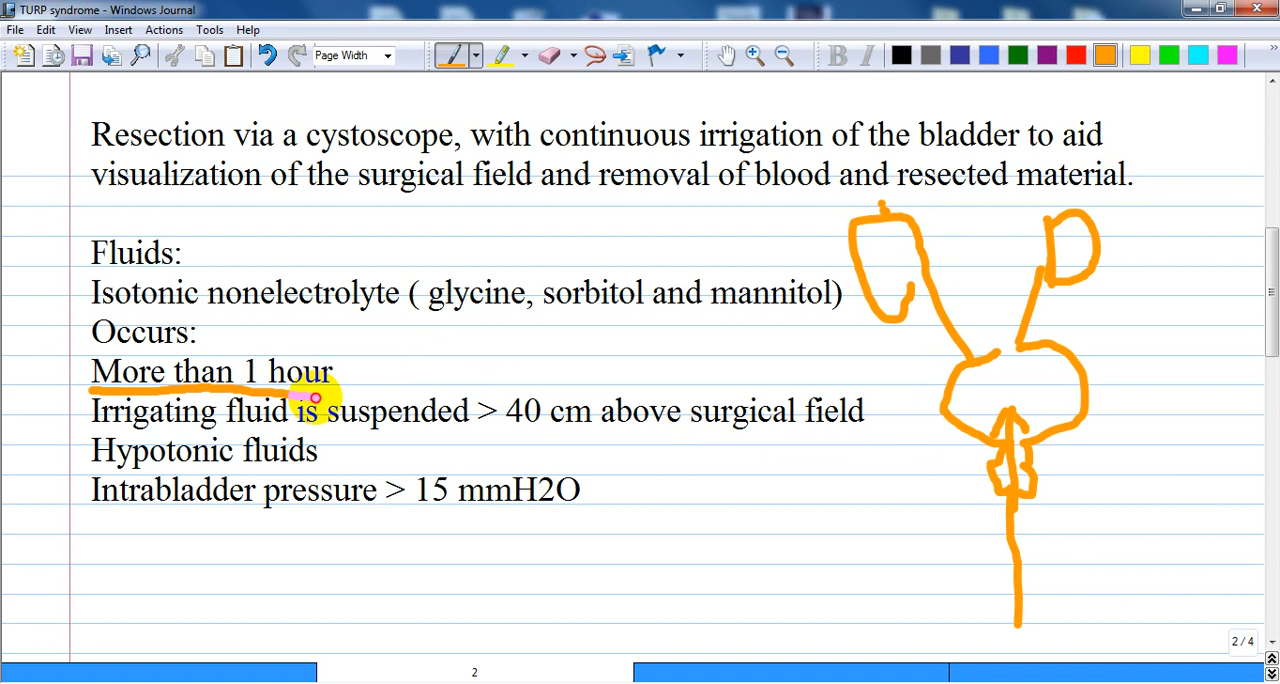 TURP syndrome - Windows Journal
File Edit View Insert Actions Tools Help
Page Width
B I
Resection via a cystoscope, with continuous irrigation of the bladder to aid
visualization of the surgical field and removal of blood and resected material.
Fluids:
Isotonic nonelectrolyte ( glycine, sorbitol and mannitol)
Occurs:
More than 1 hour
Irrigating fluid is suspended > 40 cm above surgical field
Hypotonic fluids
Intrabladder pressure > 15 mmH2O
2 / 4
2